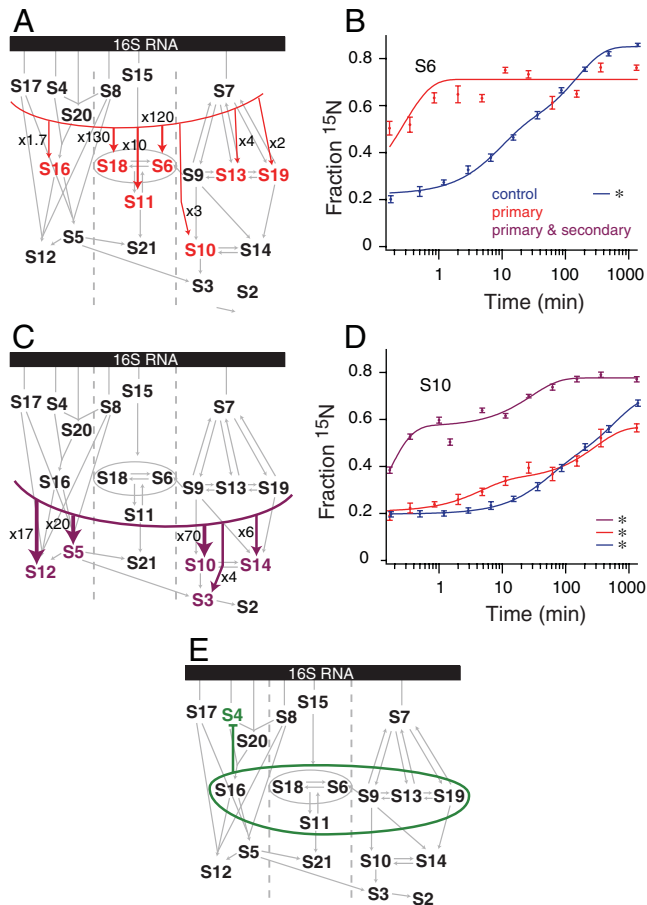 A
16S RNA
S17 S4 S8 S15 S7
S20
x1.7 x130 x10 x120 x4 x2
S16 S18 S6 S9 S13 S19
S11
x3
S12 S5 S21 S10 S14
S3 S2
B
S6
Fraction 15N
0.8
0.6
0.4
0.2
0
control
primary
primary & secondary
*
1 10 100 1000
Time (min)
C
16S RNA
S17 S4 S8 S15 S7
S20
S16 S18 S6 S9 S13 S19
S11
x17 x20 x70 x6
S12 S5 S21 S10 S14
x4
S3 S2
D
S10
Fraction 15N
0.8
0.6
0.4
0.2
0
*
*
*
1 10 100 1000
Time (min)
E
16S RNA
S17 S4 S8 S15 S7
S20
S16 S18 S6 S9 S13 S19
S11
S12 S5 S21 S10 S14
S3 S2